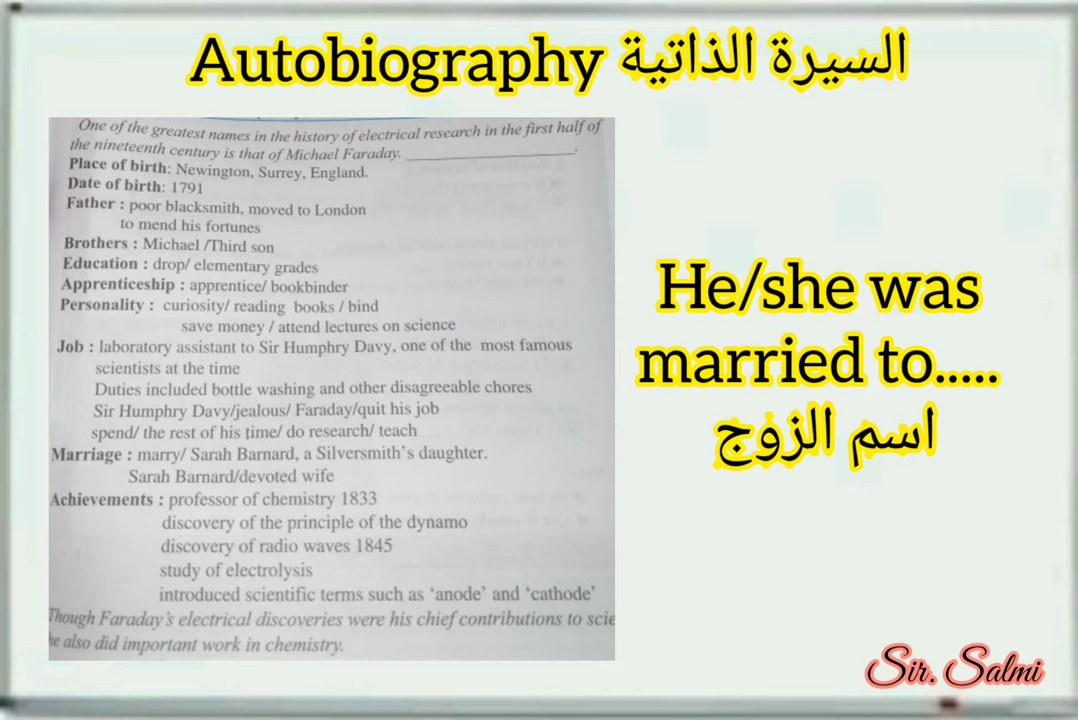 Autobiography السيرة الذاتية
One of the greatest names in the history of electrical research in the first half of
the nineteenth century is that of Michael Faraday. ____________________.
Place of birth: Newington, Surrey, England.
Date of birth: 1791
Father : poor blacksmith, moved to London
to mend his fortunes
Brothers : Michael /Third son
Education : drop/ elementary grades
Apprenticeship : apprentice/ bookbinder
Personality : curiosity/ reading books / bind
save money / attend lectures on science
Job : laboratory assistant to Sir Humphry Davy, one of the most famous
scientists at the time
Duties included bottle washing and other disagreeable chores
Sir Humphry Davy/jealous/ Faraday/quit his job
spend/ the rest of his time/ do research/ teach
Marriage : marry/ Sarah Barnard, a Silversmith's daughter.
Sarah Barnard/devoted wife
Achievements : professor of chemistry 1833
discovery of the principle of the dynamo
discovery of radio waves 1845
study of electrolysis
introduced scientific terms such as 'anode' and 'cathode'
Though Faraday's electrical discoveries were his chief contributions to scie
he also did important work in chemistry.
He/she was
married to.....
اسم الزوج
Sir. Salmi